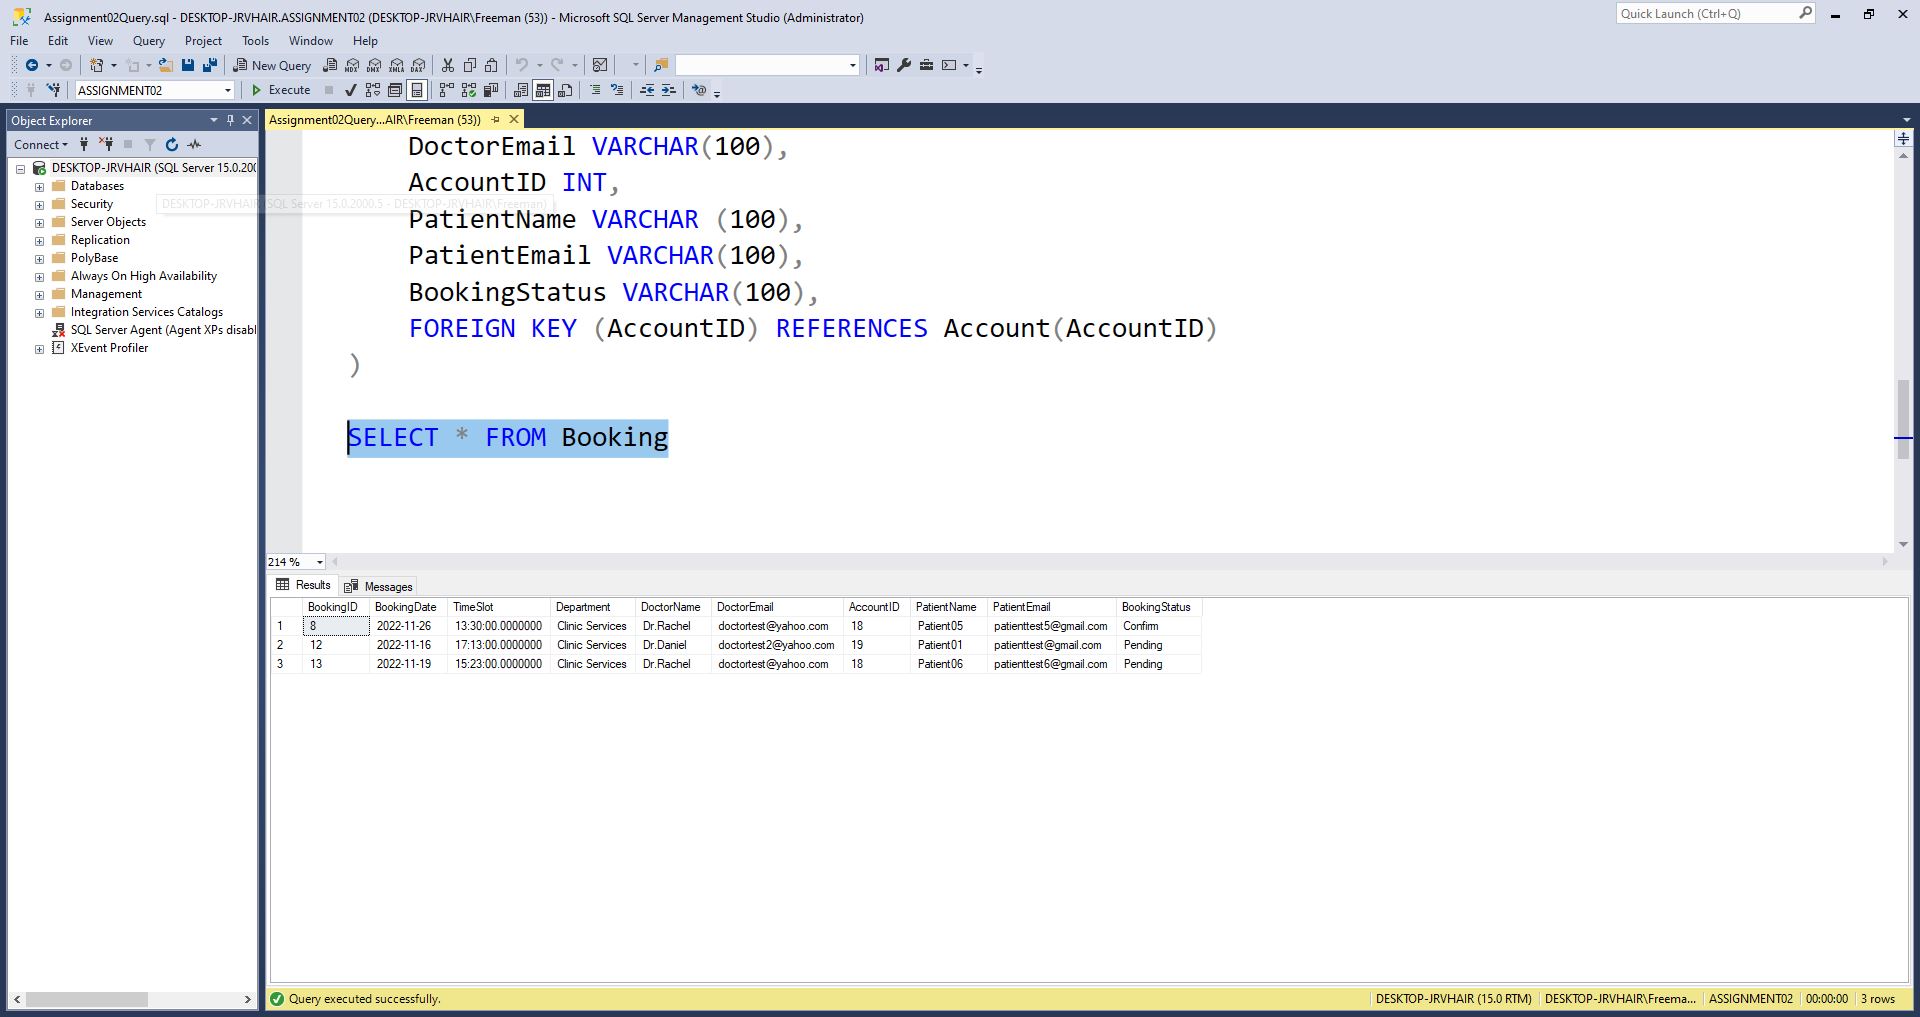 Assignment02Query.sql - DESKTOP-JRVHAIR.ASSIGNMENT02 (DESKTOP-JRVHAIR\Freeman (53)) - Microsoft SQL Server Management Studio (Administrator)
Quick Launch (Ctrl+Q)
File Edit View Query Project Tools Window Help
New Query
MDX DMX XMLA DAX
ASSIGNMENT02 Execute
Object Explorer
Assignment02Query...AIR\Freeman (53))
Connect
DESKTOP-JRVHAIR (SQL Server 15.0.200
Databases
Security
Server Objects
Replication
PolyBase
Always On High Availability
Management
Integration Services Catalogs
SQL Server Agent (Agent XPs disabl
XEvent Profiler
DESKTOP-JRVHAIR (SQL Server 15.0.2000.5 - DESKTOP-JRVHAIR\Freeman)
DoctorEmail VARCHAR(100),
AccountID INT,
PatientName VARCHAR (100),
PatientEmail VARCHAR(100),
BookingStatus VARCHAR(100),
FOREIGN KEY (AccountID) REFERENCES Account(AccountID)
)
SELECT * FROM Booking
214 %
Results Messages
BookingID BookingDate TimeSlot Department DoctorName DoctorEmail AccountID PatientName PatientEmail BookingStatus
1 8 2022-11-26 13:30:00.0000000 Clinic Services Dr.Rachel doctortest@yahoo.com 18 Patient05 patienttest5@gmail.com Confirm
2 12 2022-11-16 17:13:00.0000000 Clinic Services Dr.Daniel doctortest2@yahoo.com 19 Patient01 patienttest@gmail.com Pending
3 13 2022-11-19 15:23:00.0000000 Clinic Services Dr.Rachel doctortest@yahoo.com 18 Patient06 patienttest6@gmail.com Pending
Query executed successfully.
DESKTOP-JRVHAIR (15.0 RTM) DESKTOP-JRVHAIR\Freema... ASSIGNMENT02 00:00:00 3 rows